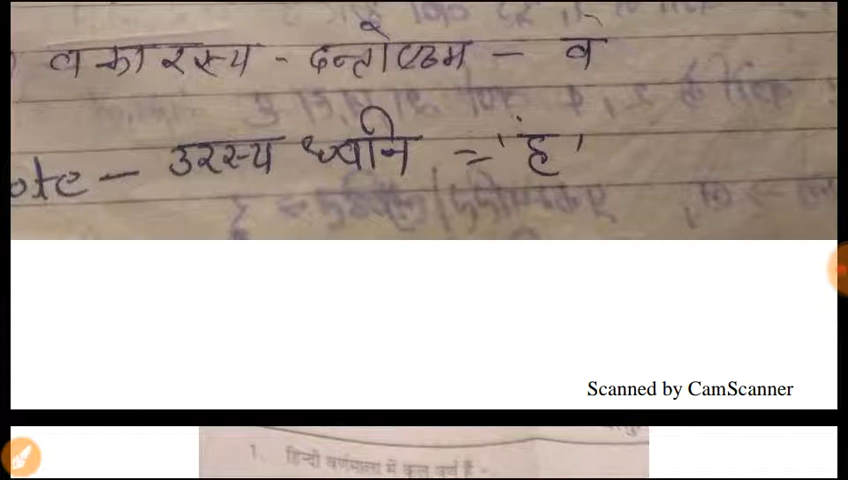 वकारस्य - दन्तोष्ठम - व
ote - उरस्य ध्वनि = 'ह'
Scanned by CamScanner
1. हिन्दी वर्णमाला में कुल वर्ण है -